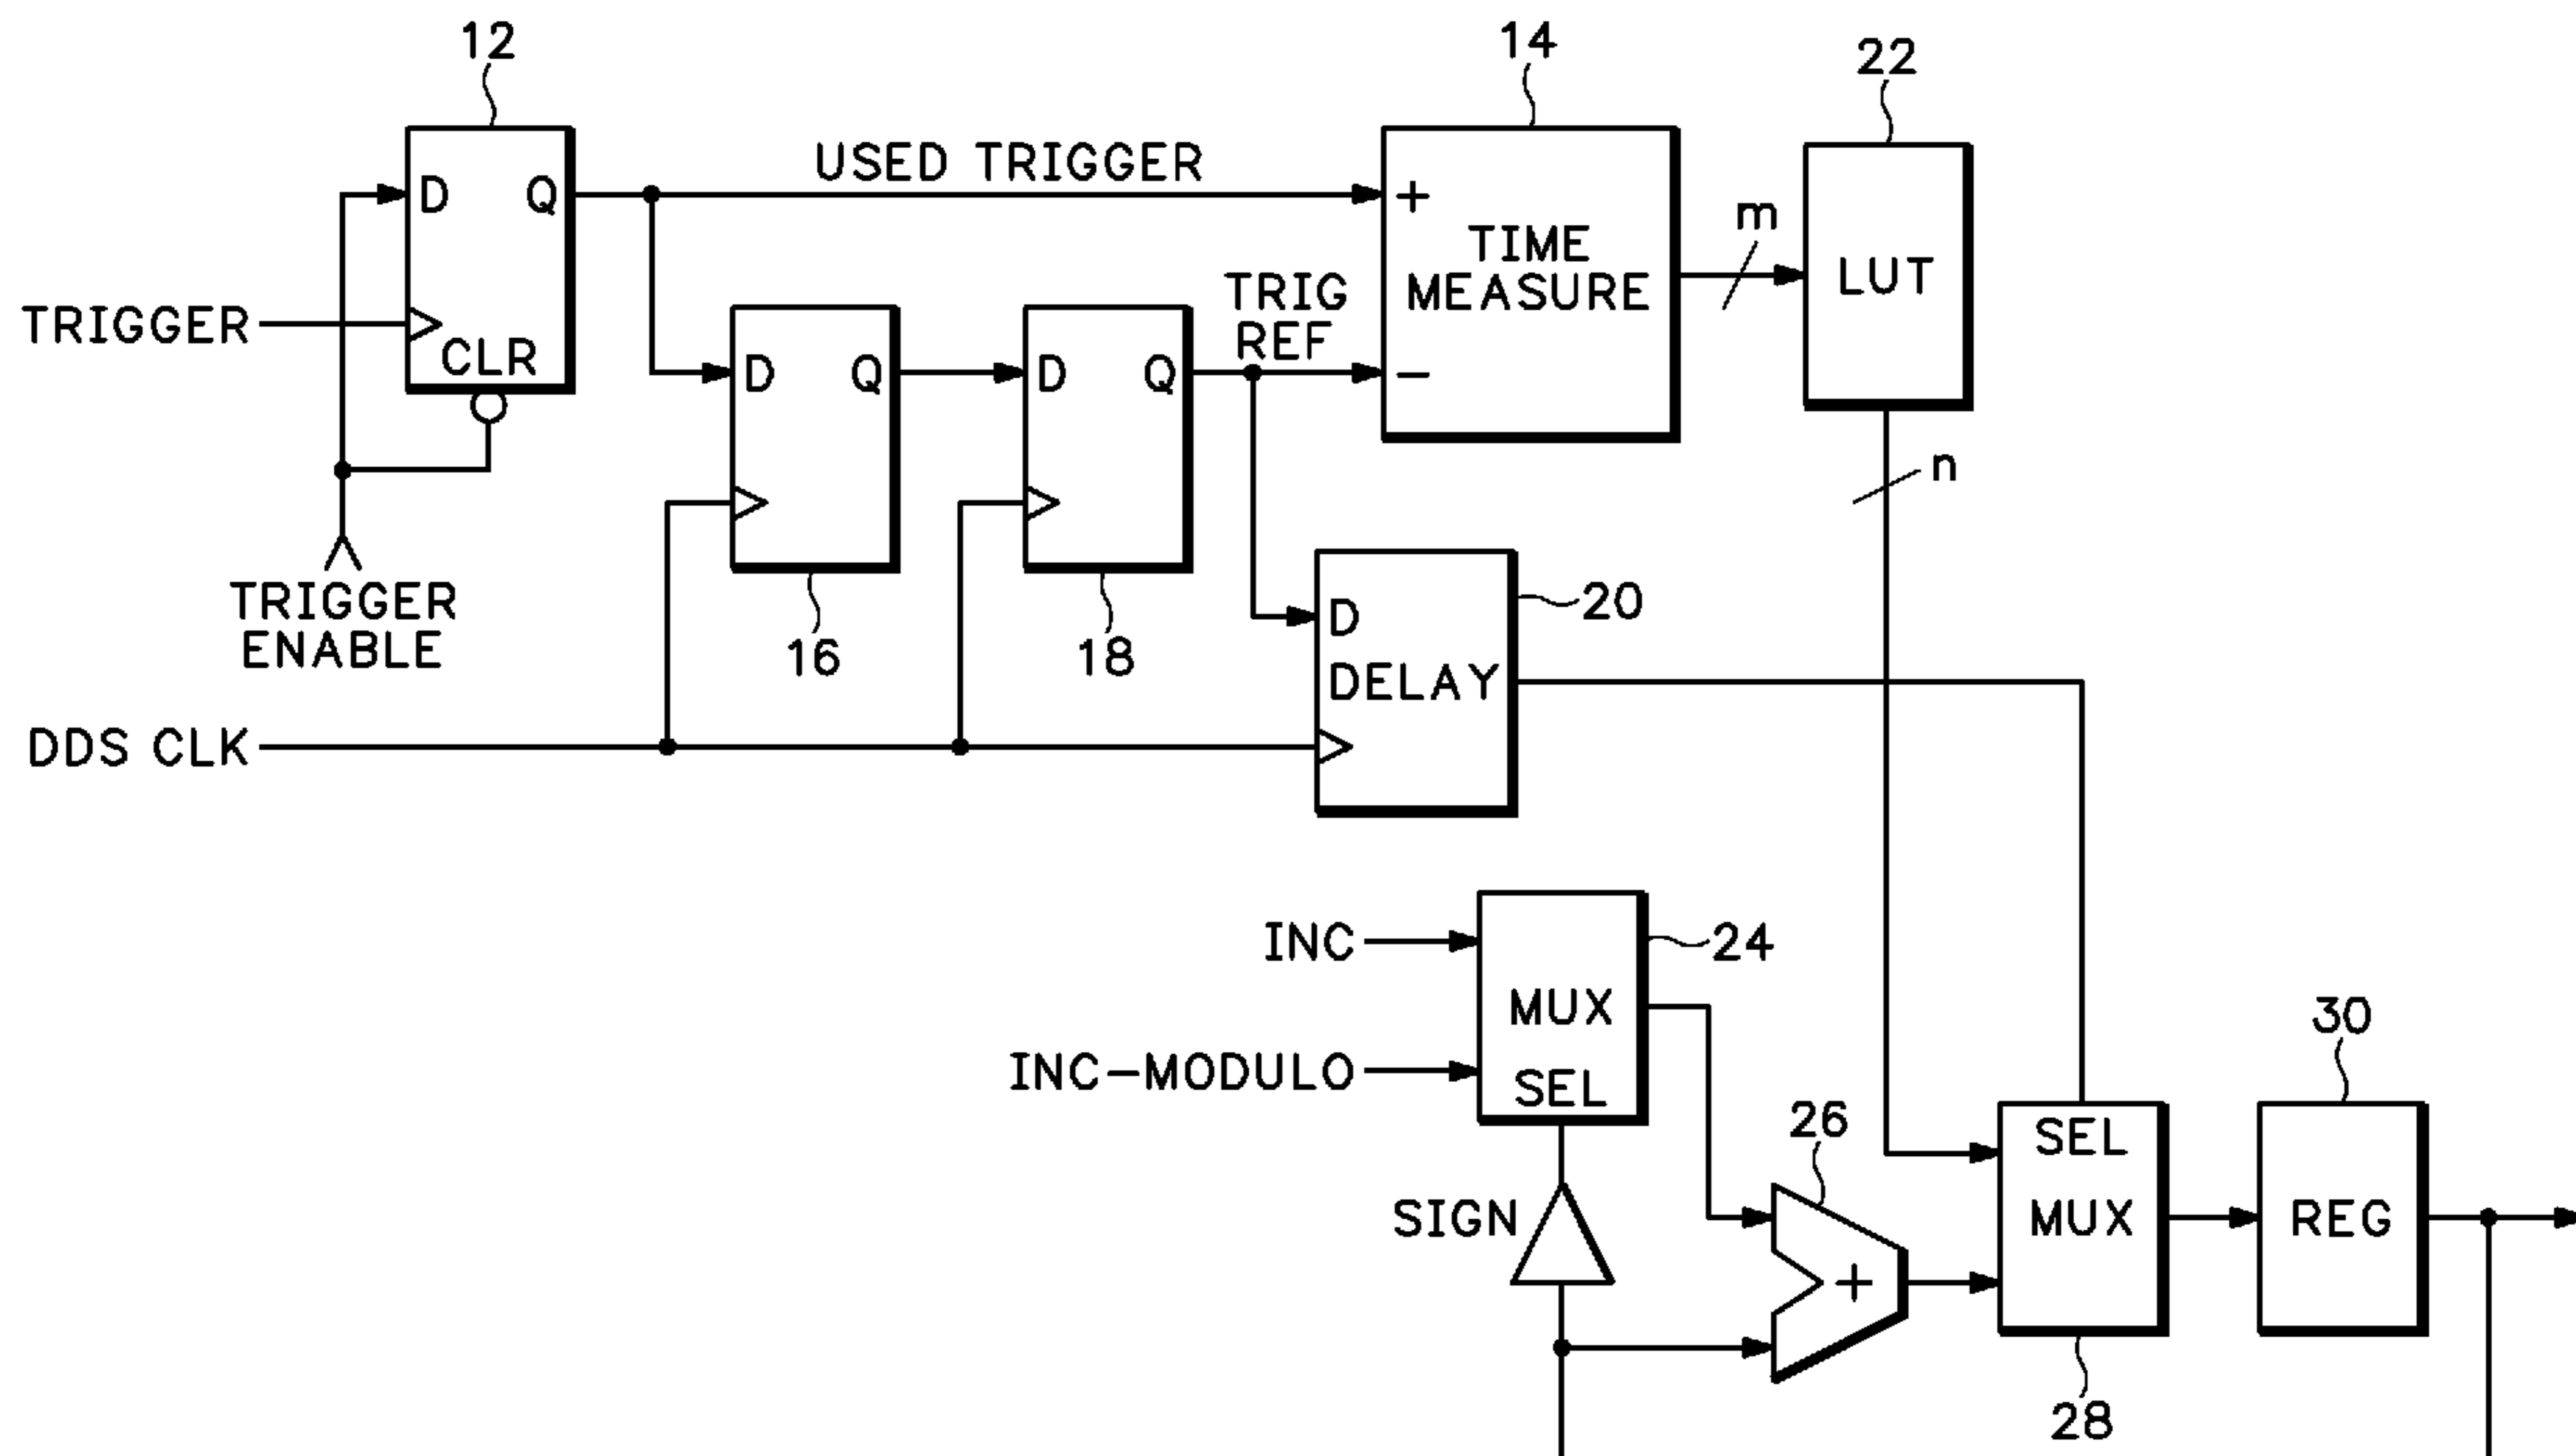 12
14
22
D Q
USED TRIGGER
+
TIME
MEASURE
m
LUT
TRIGGER
CLR
TRIG
REF
D Q
D Q
−
n
TRIGGER
ENABLE
16
18
D
DELAY
20
DDS CLK
INC
24
MUX
INC−MODULO
SEL
30
26
SEL
SIGN
MUX
REG
+
28